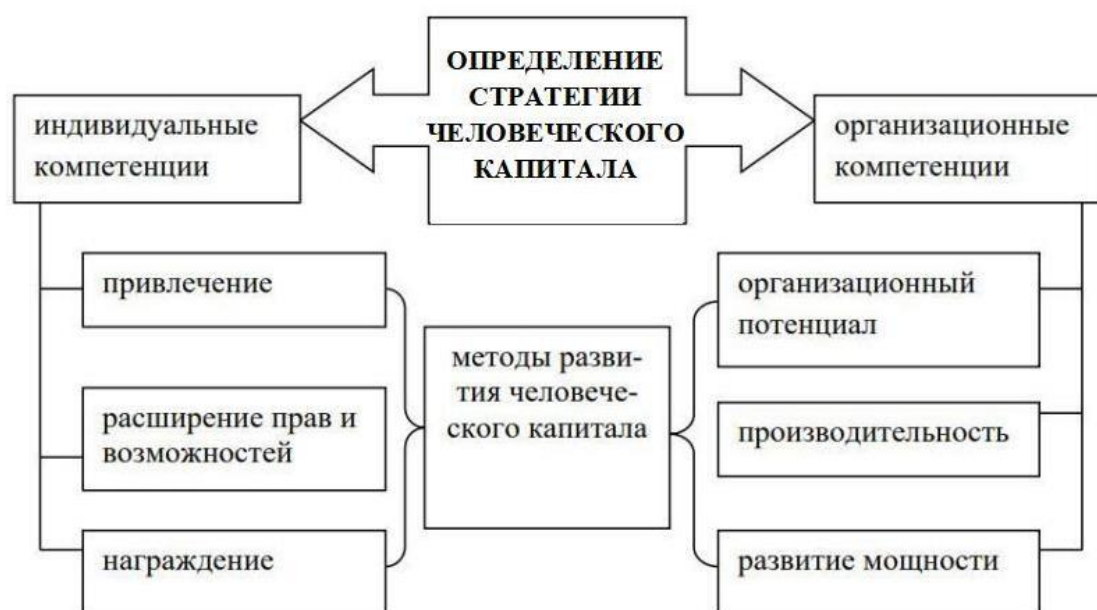 ОПРЕДЕЛЕНИЕ
СТРАТЕГИИ
ЧЕЛОВЕЧЕСКОГО
КАПИТАЛА
индивидуальные
компетенции
организационные
компетенции
привлечение
расширение прав и
возможностей
награждение
методы разви-
тия человече-
ского капитала
организационный
потенциал
производительность
развитие мощности